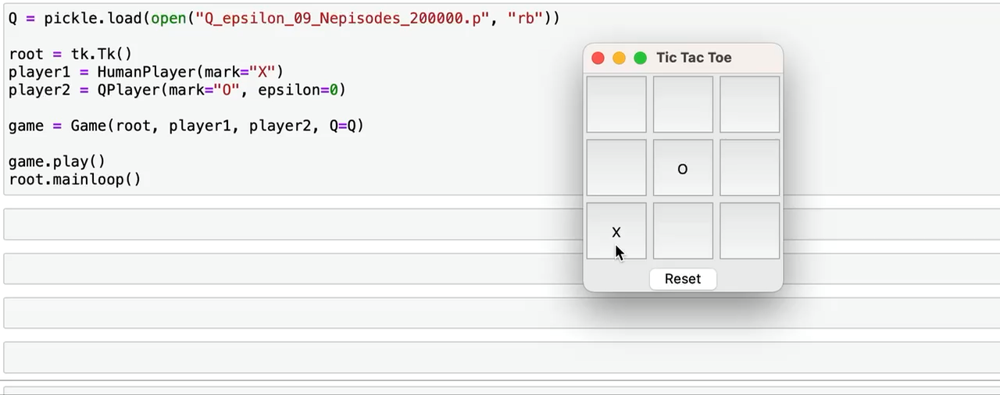 Q = pickle.load(open("Q_epsilon_09_Nepisodes_200000.p", "rb"))
root = tk.Tk()
player1 = HumanPlayer(mark="X")
player2 = QPlayer(mark="O", epsilon=0)
game = Game(root, player1, player2, Q=Q)
game.play()
root.mainloop()
Tic Tac Toe
O
X
Reset